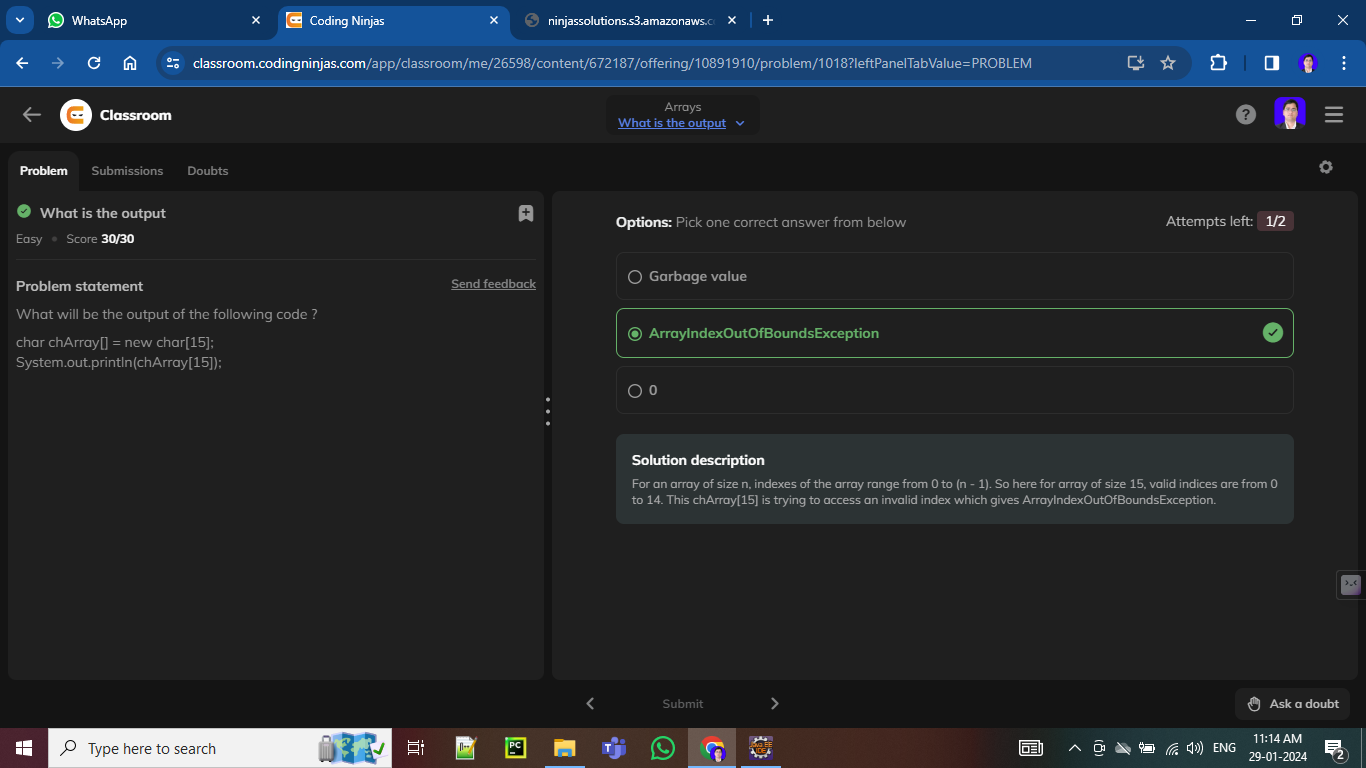 WhatsApp
Coding Ninjas
ninjassolutions.s3.amazonaws.c
classroom.codingninjas.com/app/classroom/me/26598/content/672187/offering/10891910/problem/1018?leftPanelTabValue=PROBLEM
Classroom
Arrays
What is the output
Problem
Submissions
Doubts
What is the output
Easy
Score 30/30
Problem statement
Send feedback
What will be the output of the following code ?
char chArray[] = new char[15];
System.out.println(chArray[15]);
Options: Pick one correct answer from below
Attempts left: 1/2
Garbage value
ArrayIndexOutOfBoundsException
0
Solution description
For an array of size n, indexes of the array range from 0 to (n - 1). So here for array of size 15, valid indices are from 0
to 14. This chArray[15] is trying to access an invalid index which gives ArrayIndexOutOfBoundsException.
Submit
Ask a doubt
Type here to search
PC
ENG
11:14 AM
29-01-2024
2